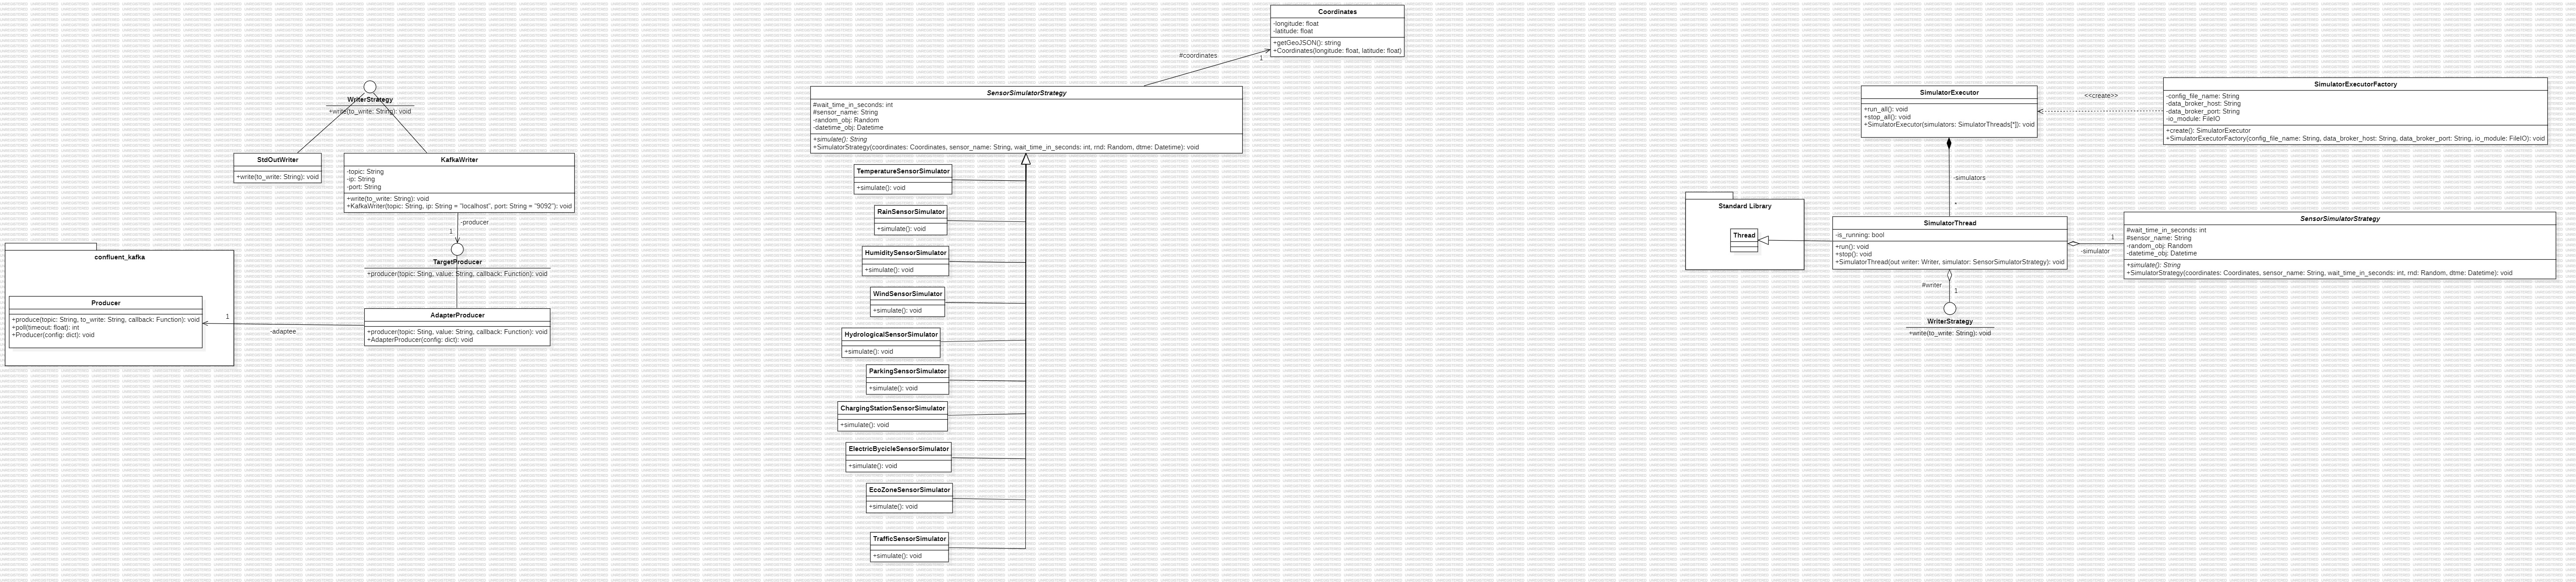 WriterStrategy
+write(to_write: String): void
StdOutWriter
+write(to_write: String): void
KafkaWriter
-topic: String
-ip: String
-port: String
+write(to_write: String): void
+KafkaWriter(topic: String, ip: String = "localhost", port: String = "9092"): void
-producer
1
TargetProducer
+producer(topic: Sting, value: String, callback: Function): void
confluent_kafka
Producer
+produce(topic: String, to_write: String, callback: Function): void
+poll(timeout: float): int
+Producer(config: dict): void
1
-adaptee
AdapterProducer
+producer(topic: Sting, value: String, callback: Function): void
+AdapterProducer(config: dict): void
Coordinates
-longitude: float
-latitude: float
+getGeoJSON(): string
+Coordinates(longitude: float, latitude: float)
#coordinates
1
SensorSimulatorStrategy
#wait_time_in_seconds: int
#sensor_name: String
-random_obj: Random
-datetime_obj: Datetime
+simulate(): String
+SimulatorStrategy(coordinates: Coordinates, sensor_name: String, wait_time_in_seconds: int, rnd: Random, dtme: Datetime): void
TemperatureSensorSimulator
+simulate(): void
RainSensorSimulator
+simulate(): void
HumiditySensorSimulator
+simulate(): void
WindSensorSimulator
+simulate(): void
HydrologicalSensorSimulator
+simulate(): void
ParkingSensorSimulator
+simulate(): void
ChargingStationSensorSimulator
+simulate(): void
ElectricBycicleSensorSimulator
+simulate(): void
EcoZoneSensorSimulator
+simulate(): void
TrafficSensorSimulator
+simulate(): void
SimulatorExecutor
+run_all(): void
+stop_all(): void
+SimulatorExecutor(simulators: SimulatorThreads[*]): void
<<create>>
SimulatorExecutorFactory
-config_file_name: String
-data_broker_host: String
-data_broker_port: String
-io_module: FileIO
+create(): SimulatorExecutor
+SimulatorExecutorFactory(config_file_name: String, data_broker_host: String, data_broker_port: String, io_module: FileIO): void
-simulators
*
Standard Library
Thread
SimulatorThread
-is_running: bool
+run(): void
+stop(): void
+SimulatorThread(out writer: Writer, simulator: SensorSimulatorStrategy): void
1
-simulator
SensorSimulatorStrategy
#wait_time_in_seconds: int
#sensor_name: String
-random_obj: Random
-datetime_obj: Datetime
+simulate(): String
+SimulatorStrategy(coordinates: Coordinates, sensor_name: String, wait_time_in_seconds: int, rnd: Random, dtme: Datetime): void
#writer
1
WriterStrategy
+write(to_write: String): void